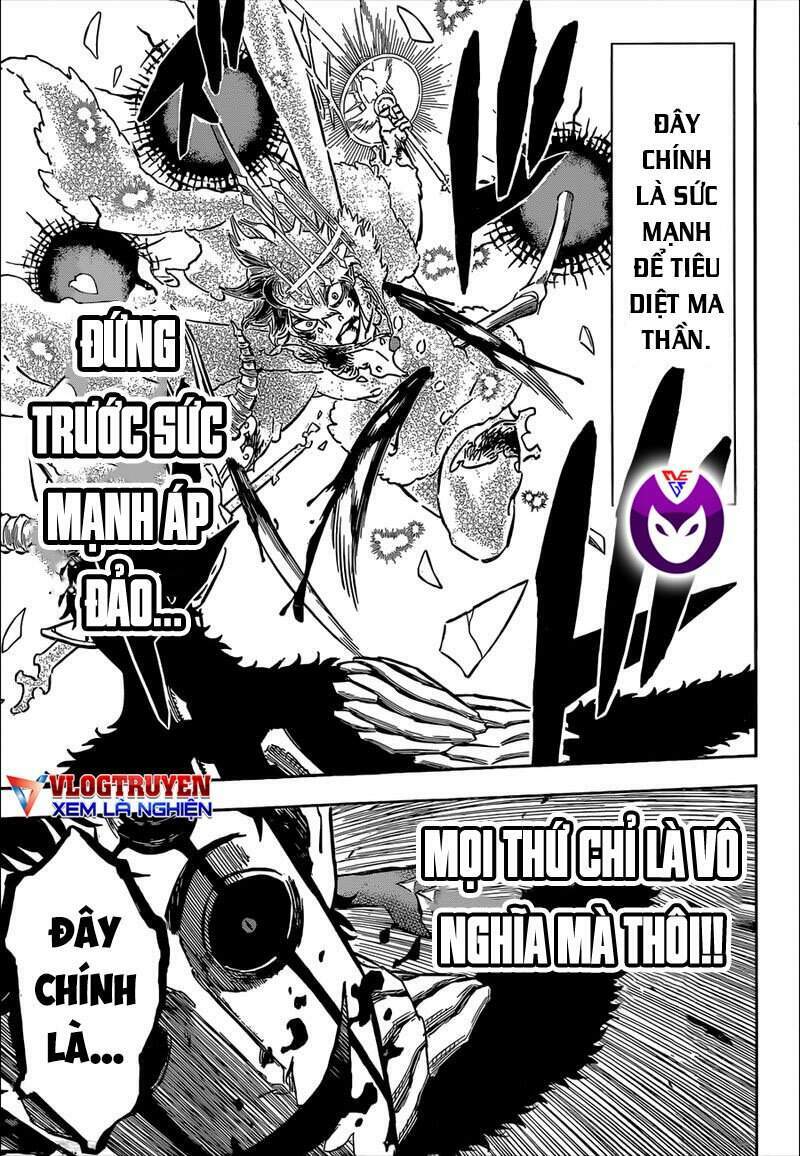 ĐÂY
CHÍNH
LÀ SỨC
MẠNH
ĐỂ TIÊU
DIỆT MA
THẦN.
ĐỨNG
TRƯỚC SỨC
MẠNH ÁP
ĐẢO...
VLOGTRUYEN
XEM LÀ NGHIỆN
MỌI THỨ CHỈ LÀ VÔ
NGHĨA MÀ THÔI!!
ĐÂY
CHÍNH
LÀ...